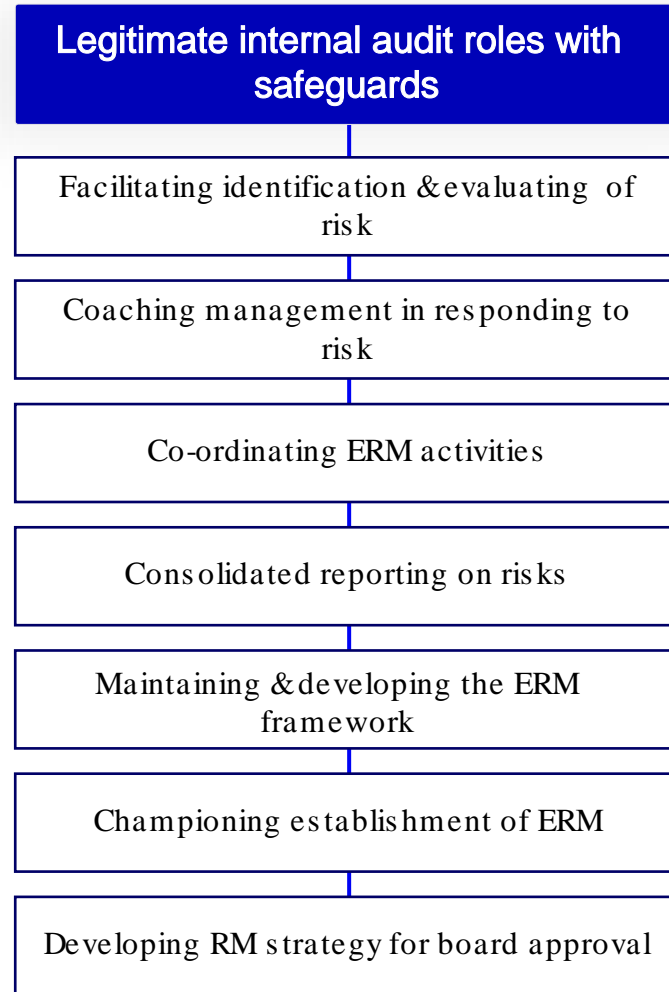 Legitimate internal audit roles with
safeguards
Facilitating identification &evaluating of
risk
Coaching management in responding to
risk
Co-ordinating ERM activities
Consolidated reporting on risks
Maintaining &developing the ERM
framework
Championing establishment of ERM
Developing RM strategy for board approval